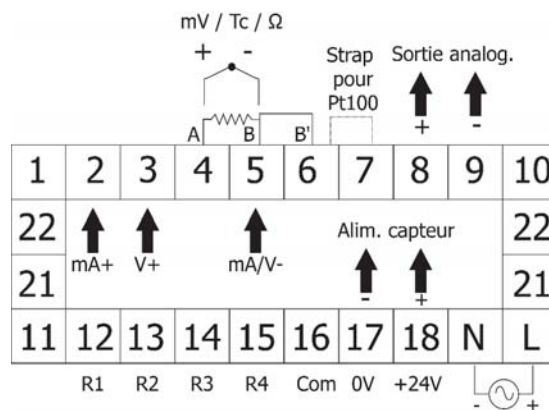 mV / Tc / Ω
+ -
Strap pour Pt100
Sortie analog.
+ -
A B B'
1 2 3 4 5 6 7 8 9 10
22 22
mA+ V+ mA/V-
Alim. capteur
- +
21 21
11 12 13 14 15 16 17 18 N L
R1 R2 R3 R4 Com 0V +24V
- +